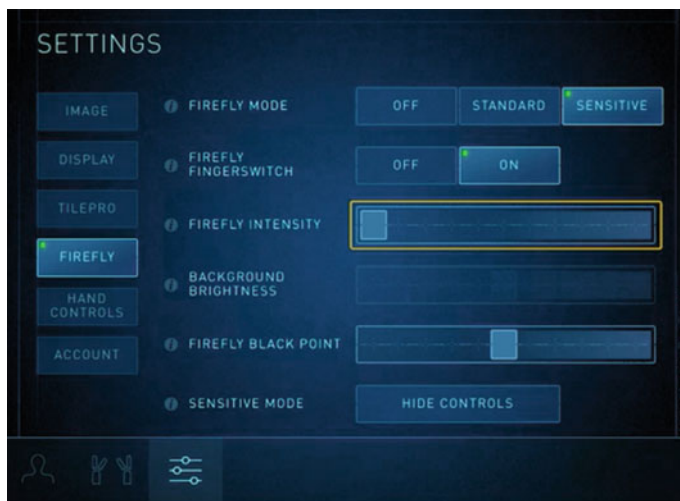 SETTINGS
IMAGE
DISPLAY
TILEPRO
FIREFLY
HAND
CONTROLS
ACCOUNT
FIREFLY MODE
OFF STANDARD SENSITIVE
FIREFLY
FINGERSWITCH
OFF ON
FIREFLY INTENSITY
BACKGROUND
BRIGHTNESS
FIREFLY BLACK POINT
SENSITIVE MODE
HIDE CONTROLS